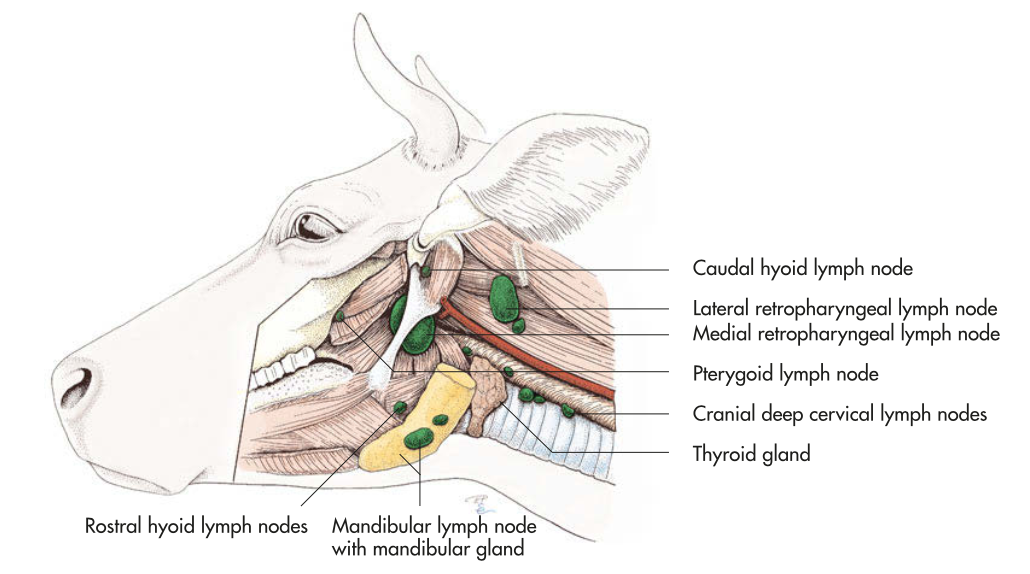 Caudal hyoid lymph node
Lateral retropharyngeal lymph node
Medial retropharyngeal lymph node
Pterygoid lymph node
Cranial deep cervical lymph nodes
Thyroid gland
Rostral hyoid lymph nodes
Mandibular lymph node
with mandibular gland